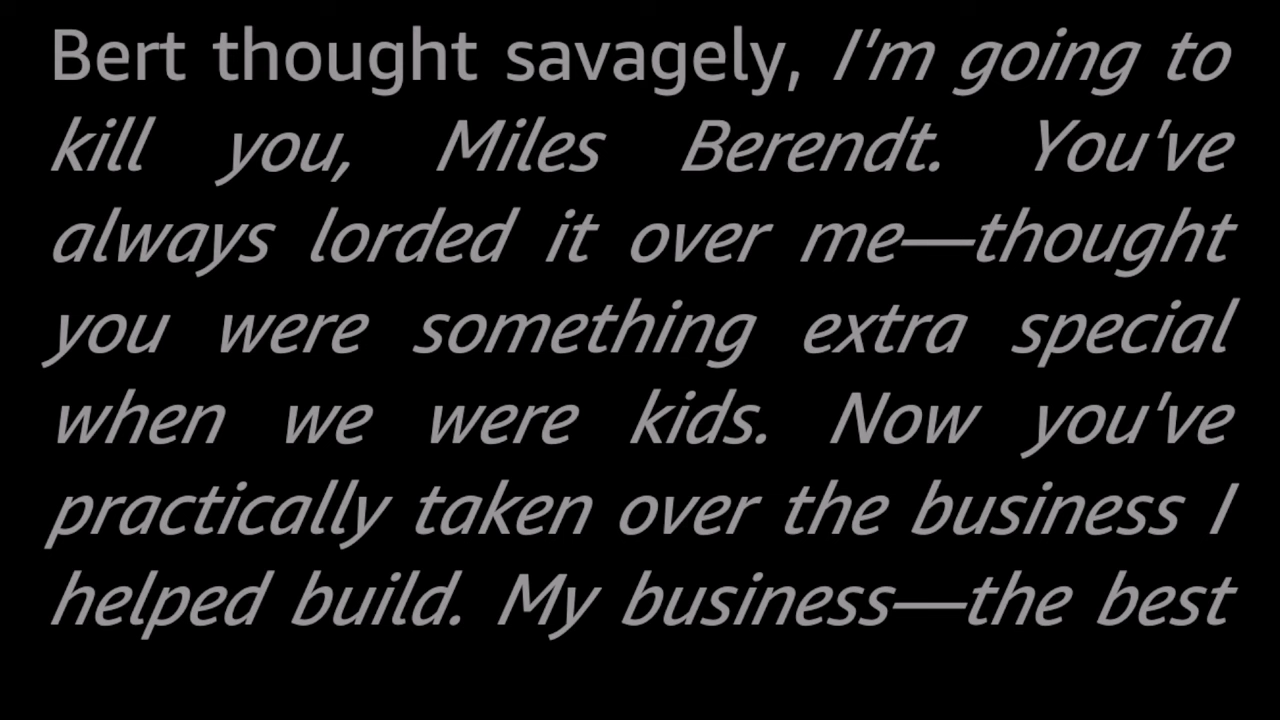 Bert thought savagely, I'm going to
kill you, Miles Berendt. You've
always lorded it over me—thought
you were something extra special
when we were kids. Now you've
practically taken over the business I
helped build. My business—the best